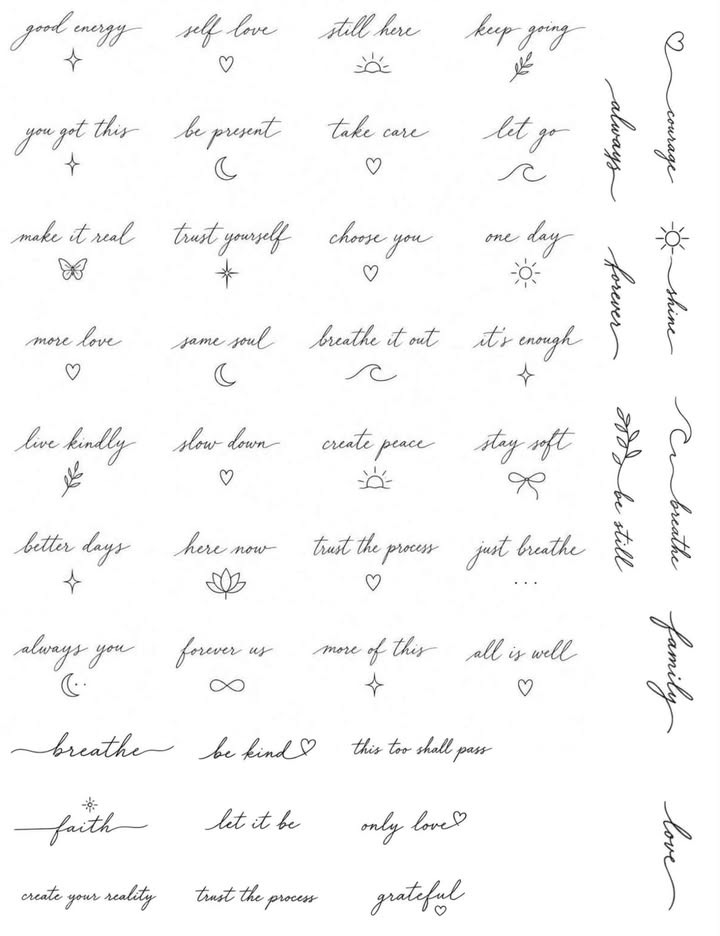 good energy
self love
still here
keep going
you got this
be present
take care
let go
make it real
trust yourself
choose you
one day
more love
same soul
breathe it out
it's enough
live kindly
slow down
create peace
stay soft
better days
here now
trust the process
just breathe
always you
forever us
more of this
all is well
breathe
be kind
this too shall pass
faith
let it be
only love
create your reality
trust the process
grateful
always
forever
be still
courage
shine
breathe
family
love